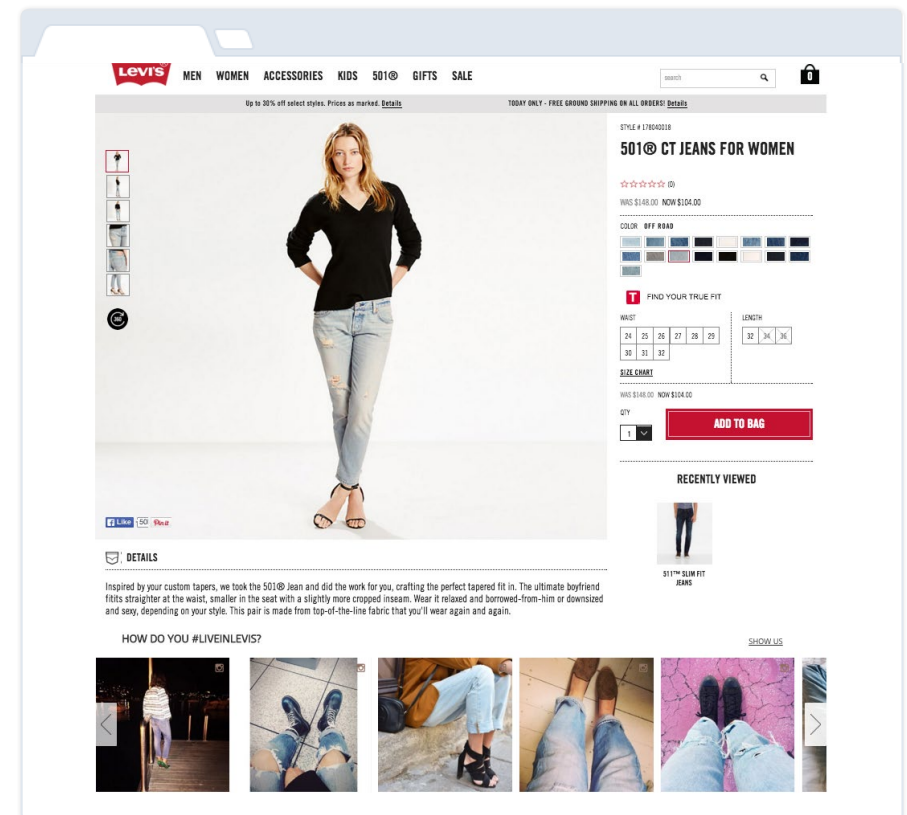 Levi's
MEN WOMEN ACCESSORIES KIDS 501® GIFTS SALE
search
0
Up to 30% off select styles. Prices as marked. Details
TODAY ONLY - FREE GROUND SHIPPING ON ALL ORDERS! Details
STYLE # 178040018
501® CT JEANS FOR WOMEN
(0)
WAS $148.00 NOW $104.00
COLOR OFF ROAD
T FIND YOUR TRUE FIT
WAIST
LENGTH
24 25 26 27 28 29
32 34 36
30 31 32
SIZE CHART
WAS $148.00 NOW $104.00
QTY
1
ADD TO BAG
360
RECENTLY VIEWED
511™ SLIM FIT
JEANS
f Like 50 Pin it
DETAILS
Inspired by your custom tapers, we took the 501® Jean and did the work for you, crafting the perfect tapered fit in. The ultimate boyfriend
fitits straighter at the waist, smaller in the seat with a slightly more cropped inseam. Wear it relaxed and borrowed-from-him or downsized
and sexy, depending on your style. This pair is made from top-of-the-line fabric that you'll wear again and again.
HOW DO YOU #LIVEINLEVIS?
SHOW US